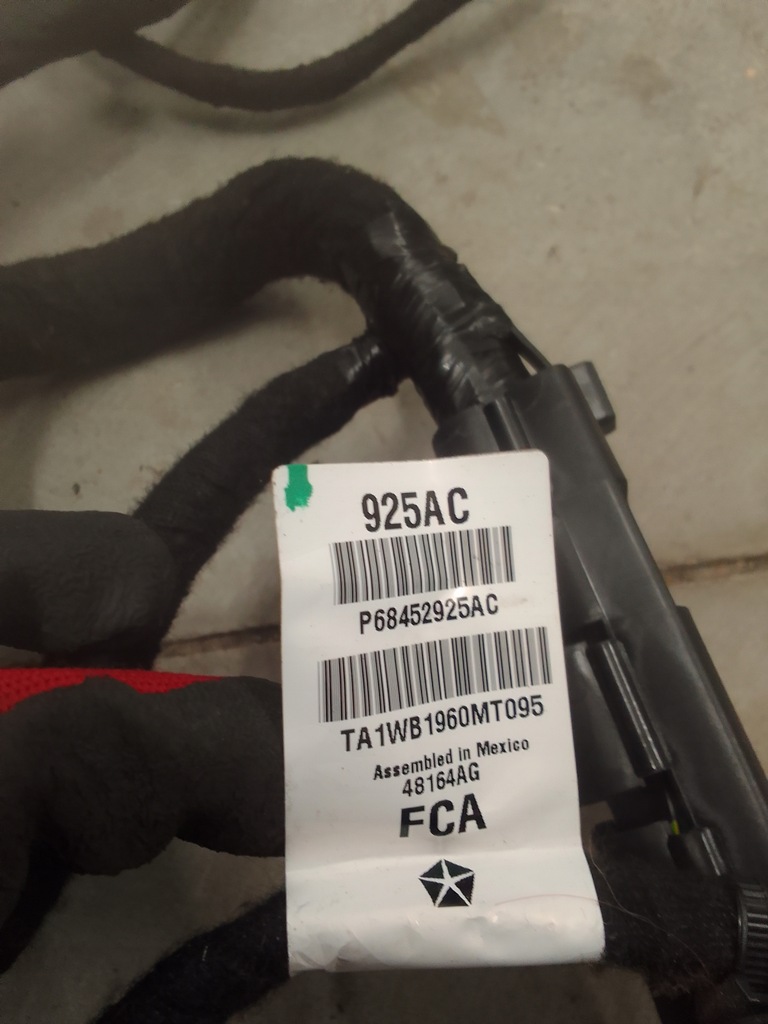 925AC
P68452925AC
TA1WB1960MT095
Assembled in Mexico
48164AG
FCA